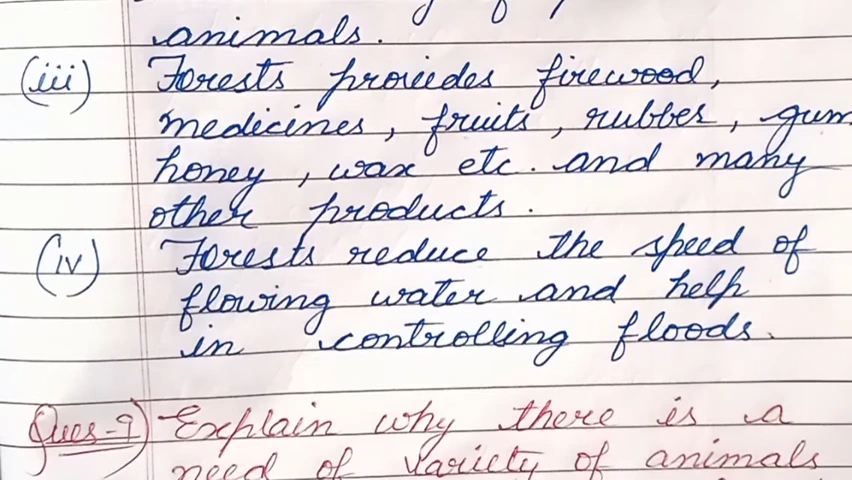 animals.
(iii) Forests provides firewood,
medicines, fruits, rubber, gum
honey, wax etc. and many
other products.
(iv) Forests reduce the speed of
flowing water and help
in controlling floods.
Ques-9) Explain why there is a
need of variety of animals